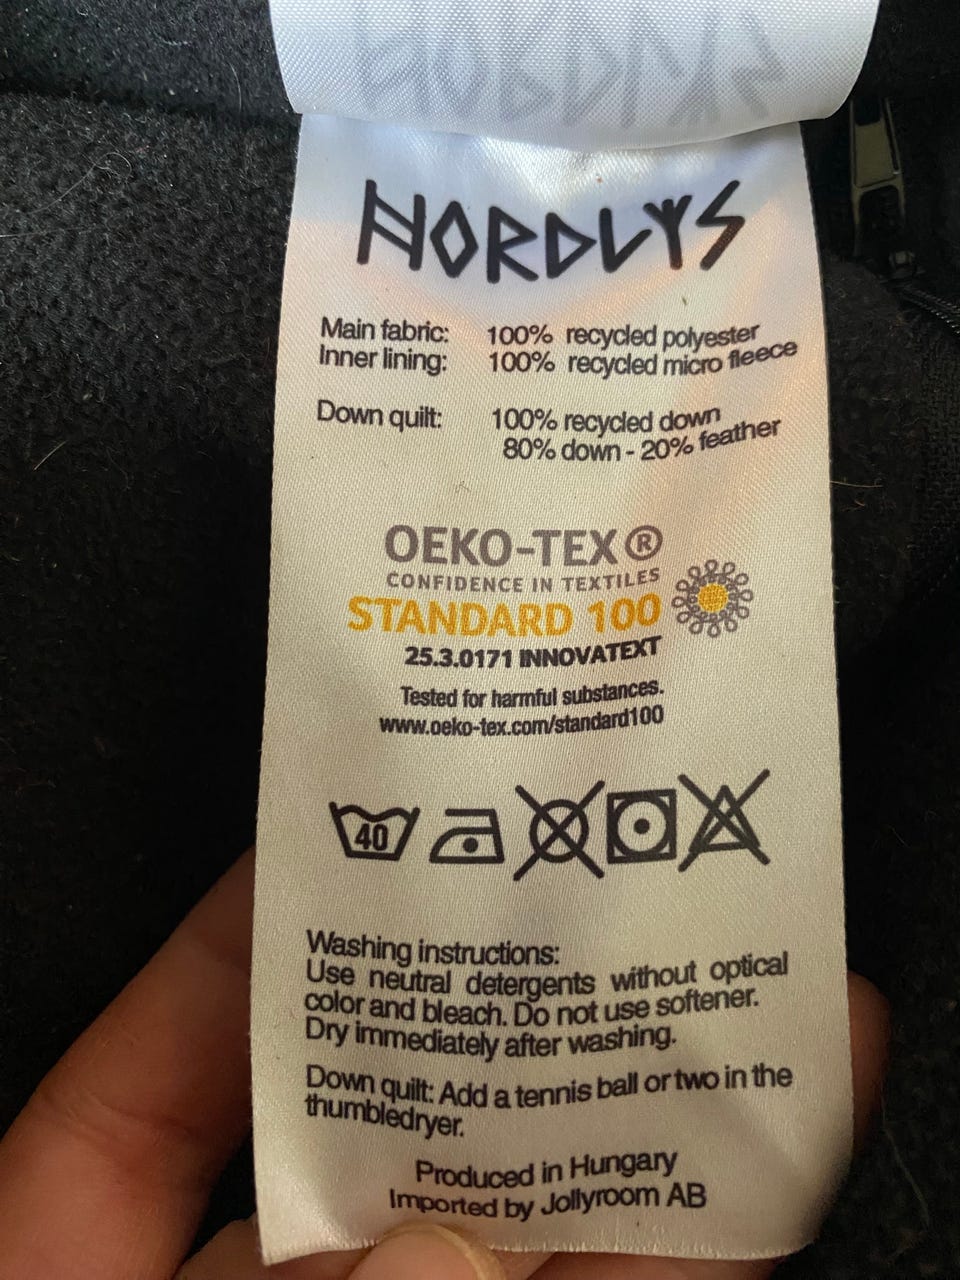 NORDLYS
Main fabric: 100% recycled polyester
Inner lining: 100% recycled micro fleece
Down quilt: 100% recycled down
80% down - 20% feather
OEKO-TEX®
CONFIDENCE IN TEXTILES
STANDARD 100
25.3.0171 INNOVATEXT
Tested for harmful substances.
www.oeko-tex.com/standard100
40
Washing instructions:
Use neutral detergents without optical
color and bleach. Do not use softener.
Dry immediately after washing.
Down quilt: Add a tennis ball or two in the
thumbledryer.
Produced in Hungary
Imported by Jollyroom AB